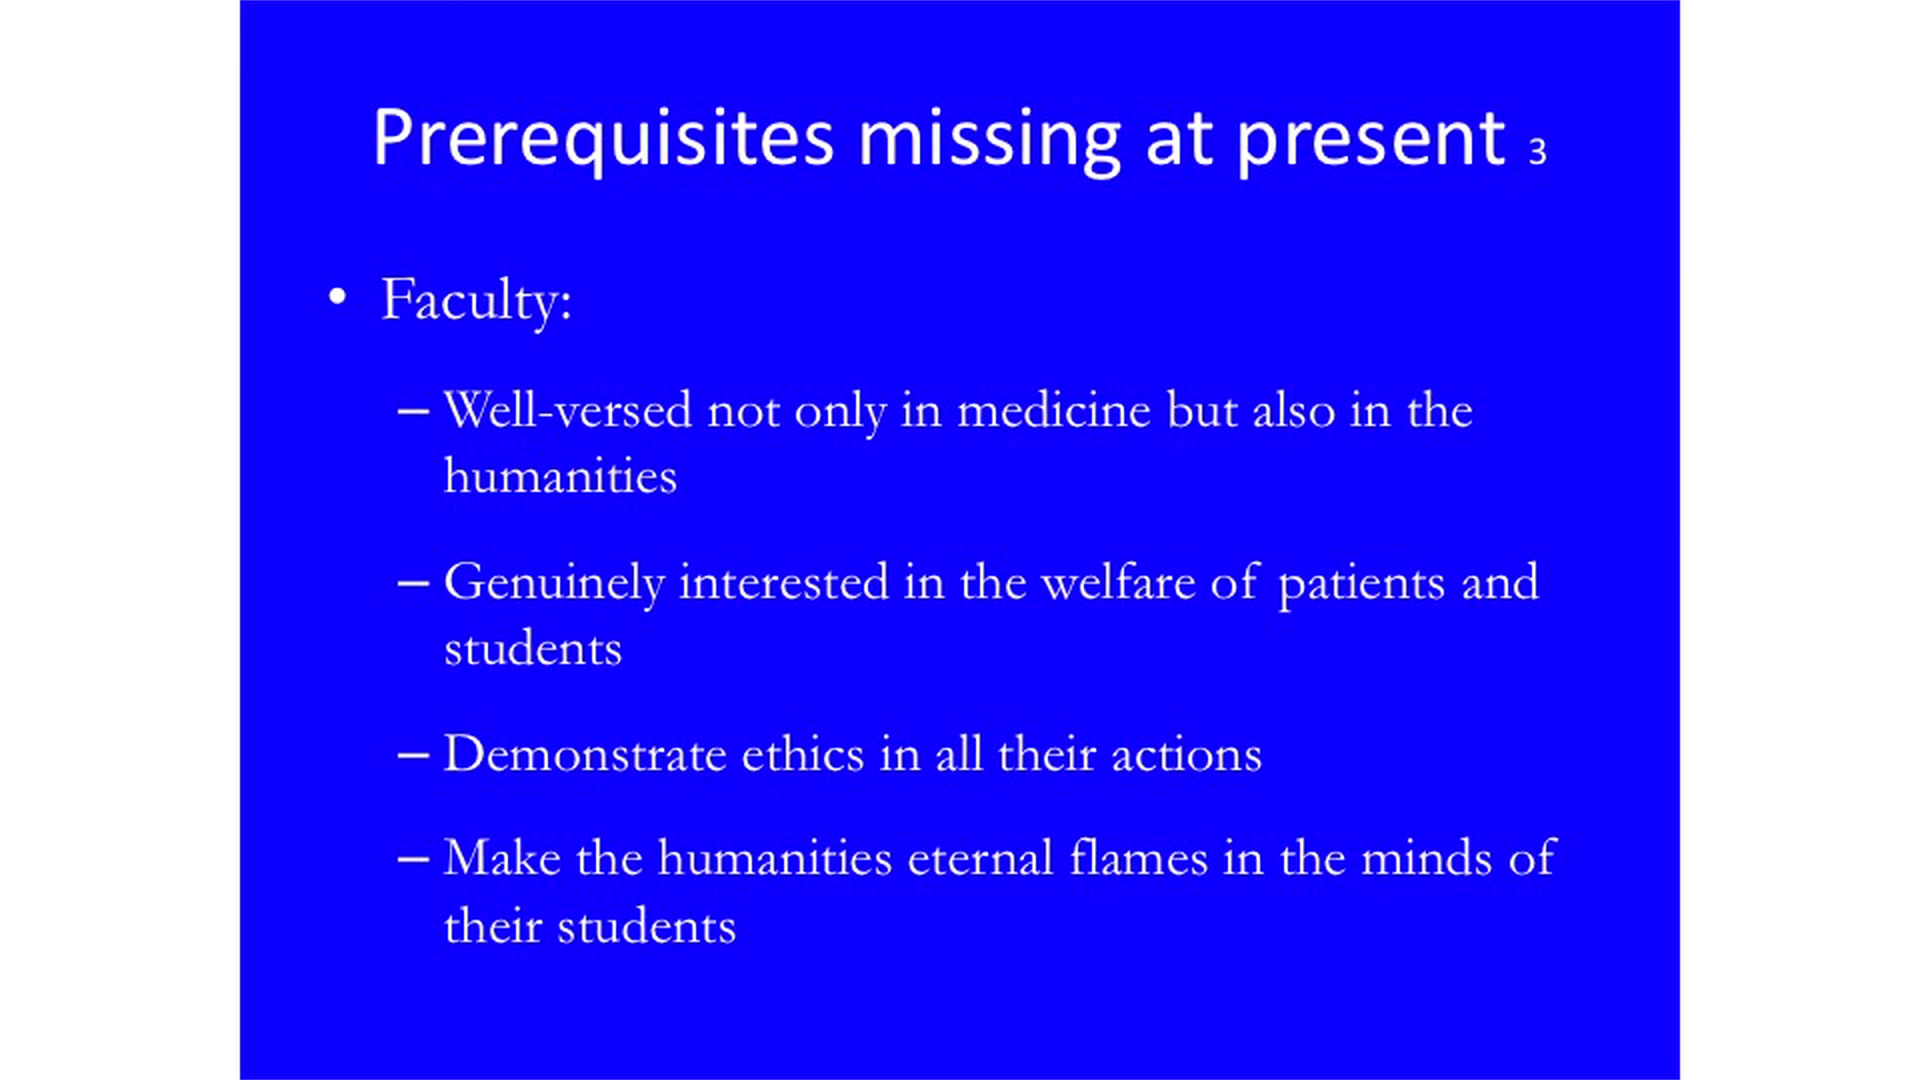 Prerequisites missing at present 3
• Faculty:
– Well-versed not only in medicine but also in the
humanities
– Genuinely interested in the welfare of patients and
students
– Demonstrate ethics in all their actions
– Make the humanities eternal flames in the minds of
their students